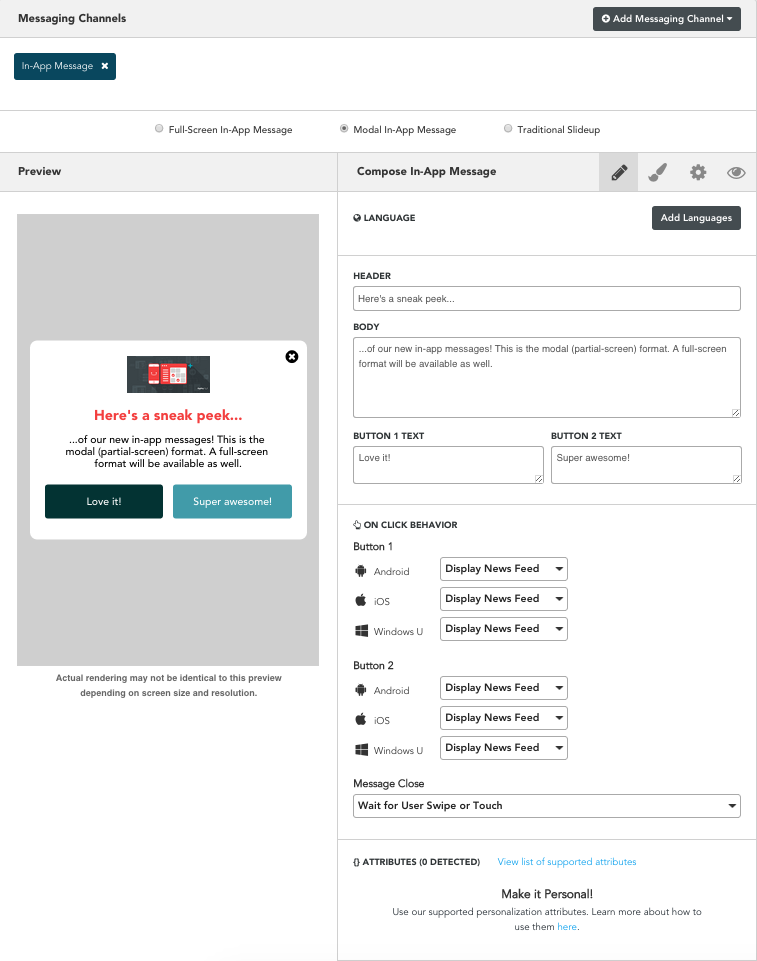 Messaging Channels
Add Messaging Channel
In-App Message
Full-Screen In-App Message
Modal In-App Message
Traditional Slideup
Preview
Here's a sneak peek...
...of our new in-app messages! This is the
modal (partial-screen) format. A full-screen
format will be available as well.
Love it!
Super awesome!
Actual rendering may not be identical to this preview
depending on screen size and resolution.
Compose In-App Message
LANGUAGE
Add Languages
HEADER
Here's a sneak peek...
BODY
...of our new in-app messages! This is the modal (partial-screen) format. A full-screen
format will be available as well.
BUTTON 1 TEXT
BUTTON 2 TEXT
Love it!
Super awesome!
ON CLICK BEHAVIOR
Button 1
Android
Display News Feed
iOS
Display News Feed
Windows U
Display News Feed
Button 2
Android
Display News Feed
iOS
Display News Feed
Windows U
Display News Feed
Message Close
Wait for User Swipe or Touch
{} ATTRIBUTES (0 DETECTED)
View list of supported attributes
Make it Personal!
Use our supported personalization attributes. Learn more about how to
use them here.